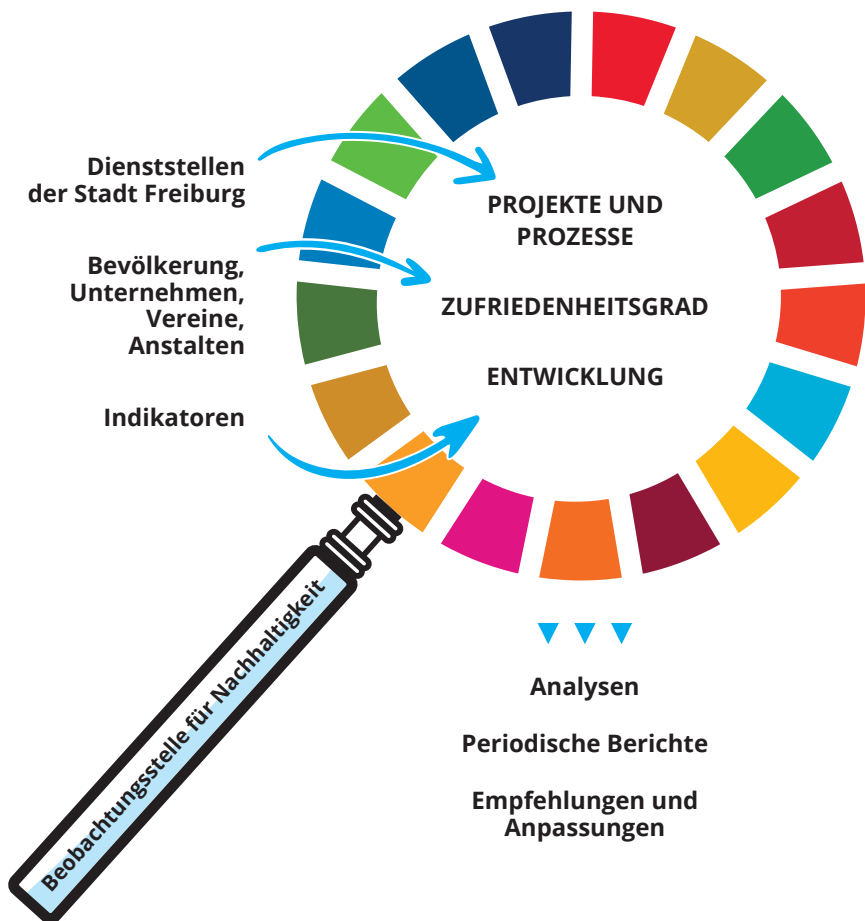 Dienststellen
der Stadt Freiburg
Bevölkerung,
Unternehmen,
Vereine,
Anstalten
Indikatoren
PROJEKTE UND
PROZESSE
ZUFRIEDENHEITSGRAD
ENTWICKLUNG
Beobachtungsstelle für Nachhaltigkeit
Analysen
Periodische Berichte
Empfehlungen und
Anpassungen